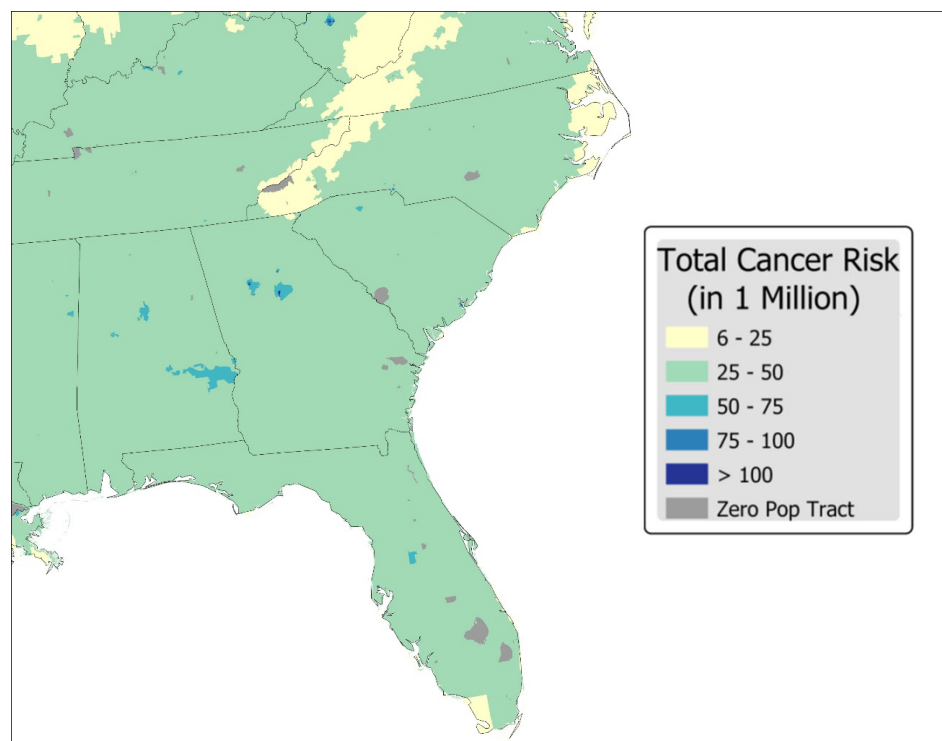 Total Cancer Risk
(in 1 Million)
6 - 25
25 - 50
50 - 75
75 - 100
> 100
Zero Pop Tract